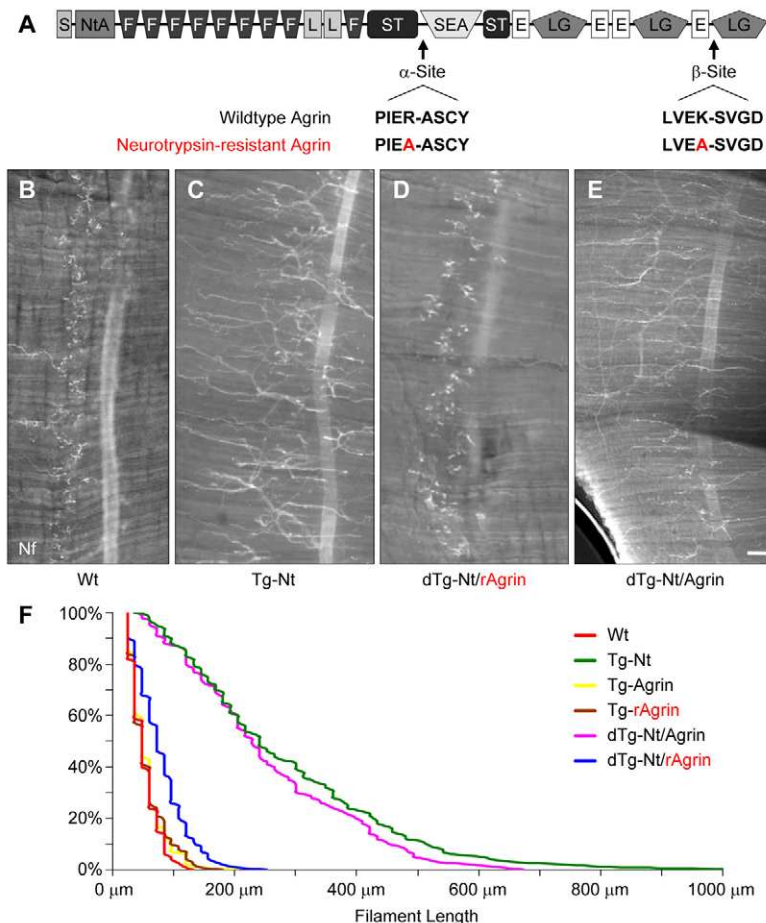 A
S NtA F F F F F F F F L L F ST SEA ST E LG E E LG E LG
α-Site β-Site
Wildtype Agrin PIER-ASCY LVEK-SVGD
Neurotrypsin-resistant Agrin PIEA-ASCY LVEA-SVGD
B C D E
Nf
Wt Tg-Nt dTg-Nt/rAgrin dTg-Nt/Agrin
F
100%
80%
60%
40%
20%
0%
0 μm 200 μm 400 μm 600 μm 800 μm 1000 μm
Filament Length
Wt
Tg-Nt
Tg-Agrin
Tg-rAgrin
dTg-Nt/Agrin
dTg-Nt/rAgrin